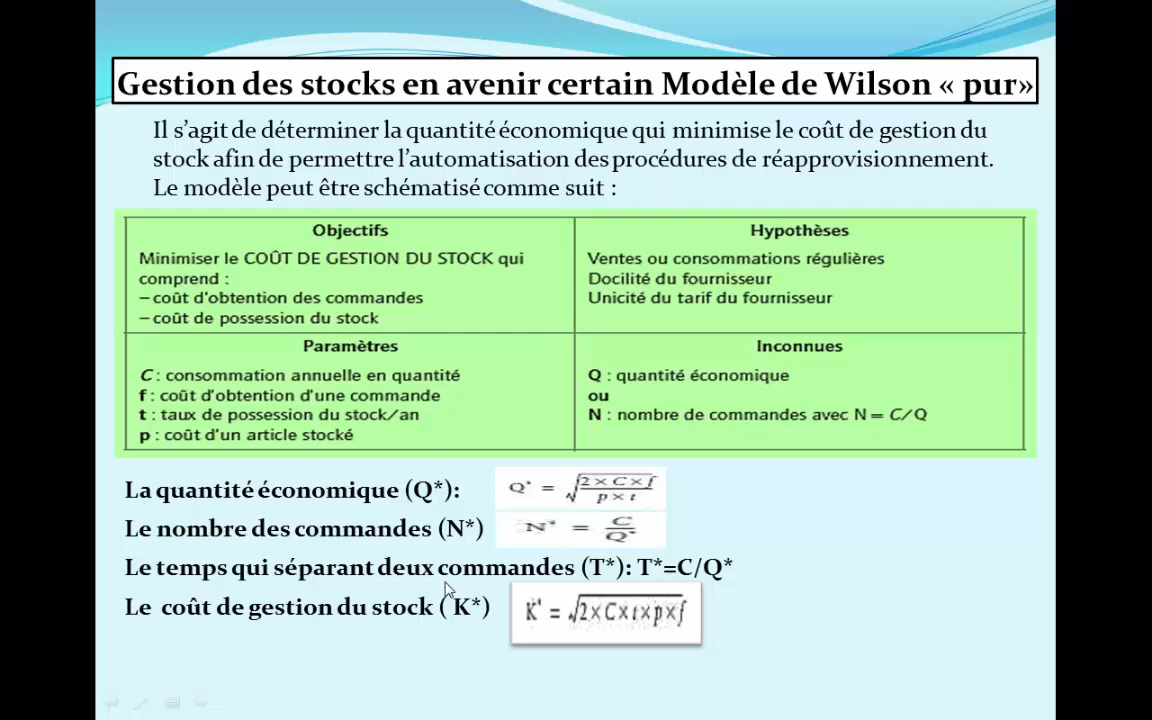 Gestion des stocks en avenir certain Modèle de Wilson « pur»
Il s'agit de déterminer la quantité économique qui minimise le coût de gestion du
stock afin de permettre l'automatisation des procédures de réapprovisionnement.
Le modèle peut être schématisé comme suit :
Objectifs
Minimiser le COÛT DE GESTION DU STOCK qui
comprend :
– coût d'obtention des commandes
– coût de possession du stock
Hypothèses
Ventes ou consommations régulières
Docilité du fournisseur
Unicité du tarif du fournisseur
Paramètres
C : consommation annuelle en quantité
f : coût d'obtention d'une commande
t : taux de possession du stock/an
p : coût d'un article stocké
Inconnues
Q : quantité économique
ou
N : nombre de commandes avec N = C/Q
La quantité économique (Q*): Q* = √(2 × C × f / p × t)
Le nombre des commandes (N*) N* = C / Q*
Le temps qui séparant deux commandes (T*): T*=C/Q*
Le coût de gestion du stock ( K*) K* = √2×C×t×p×f